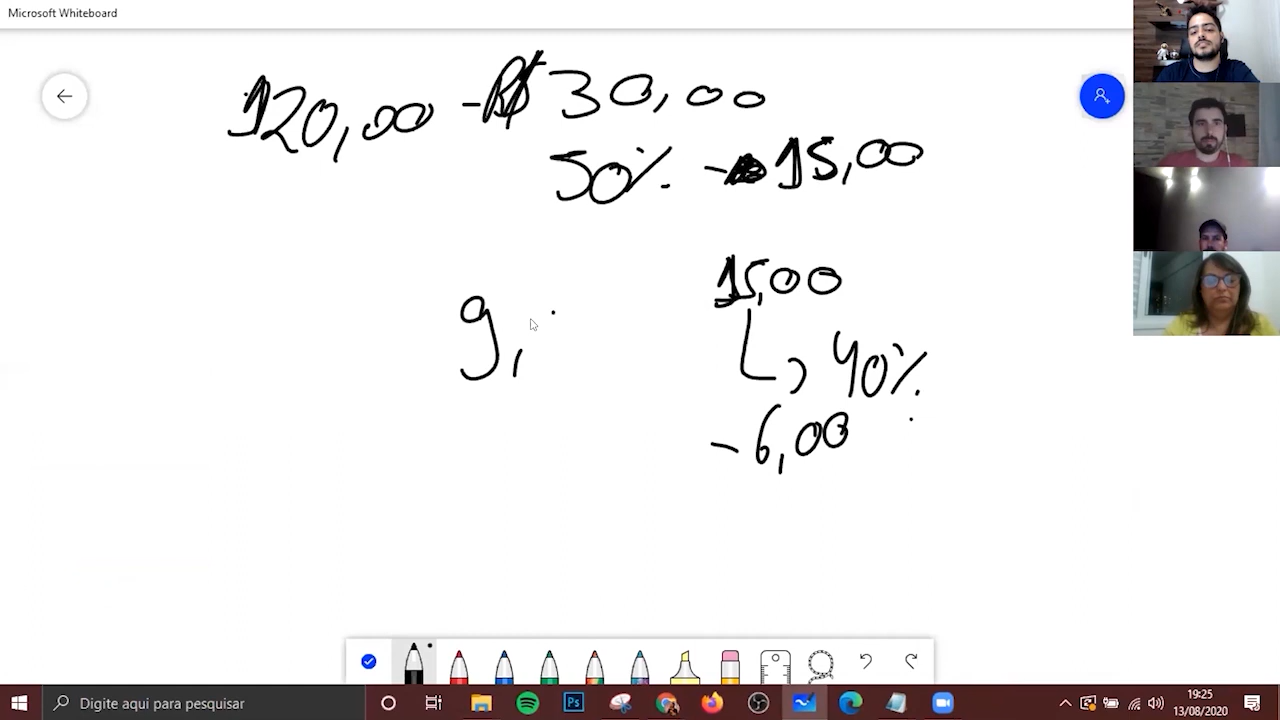 Microsoft Whiteboard
120,00 - R$ 30,00
50% - 15,00
15,00
9,
40%
- 6,00
Digite aqui para pesquisar
19:25
13/08/2020